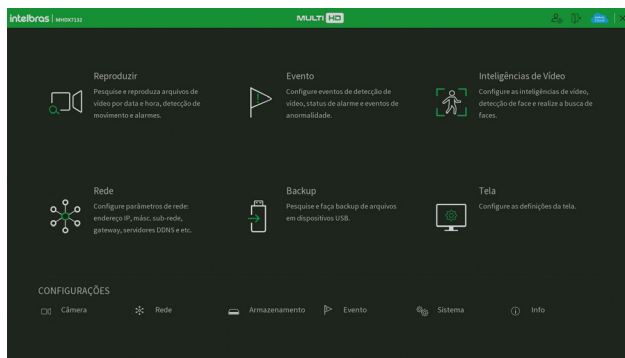 intelbras | MHDX7132
MULTI HD
Reproduzir
Pesquise e reproduza arquivos de
vídeo por data e hora, detecção de
movimento e alarmes.
Evento
Configure eventos de detecção de
vídeo, status de alarme e eventos de
anormalidade.
Inteligências de Vídeo
Configure as inteligências de vídeo,
detecção de face e realize a busca de
faces.
Rede
Configure parâmetros de rede:
endereço IP, másc. sub-rede,
gateway, servidores DDNS e etc.
Backup
Pesquise e faça backup de arquivos
em dispositivos USB.
Tela
Configure as definições da tela.
CONFIGURAÇÕES
Câmera
Rede
Armazenamento
Evento
Sistema
Info